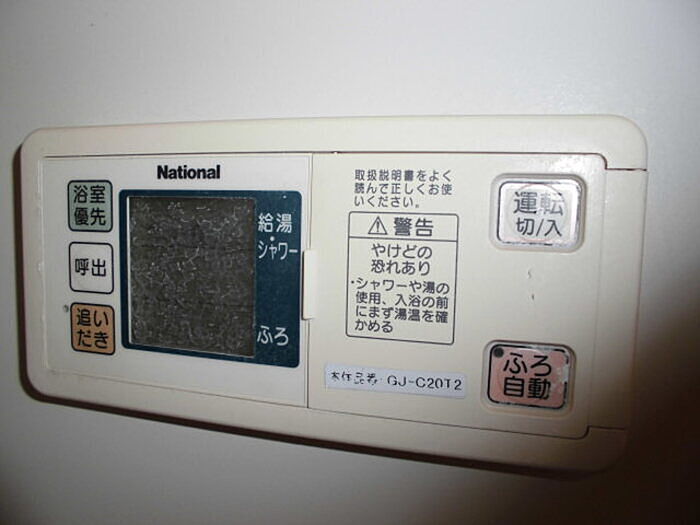 National
浴室
優先
呼出
追い
だき
給湯
・
シャワー
ふろ
取扱説明書をよく
読んで正しくお使
いください。
警告
やけどの
恐れあり
・シャワーや湯の
使用、入浴の前
にまず湯温を確
かめる
本体品番: GJ-C20T2
運転
切/入
ふろ
自動